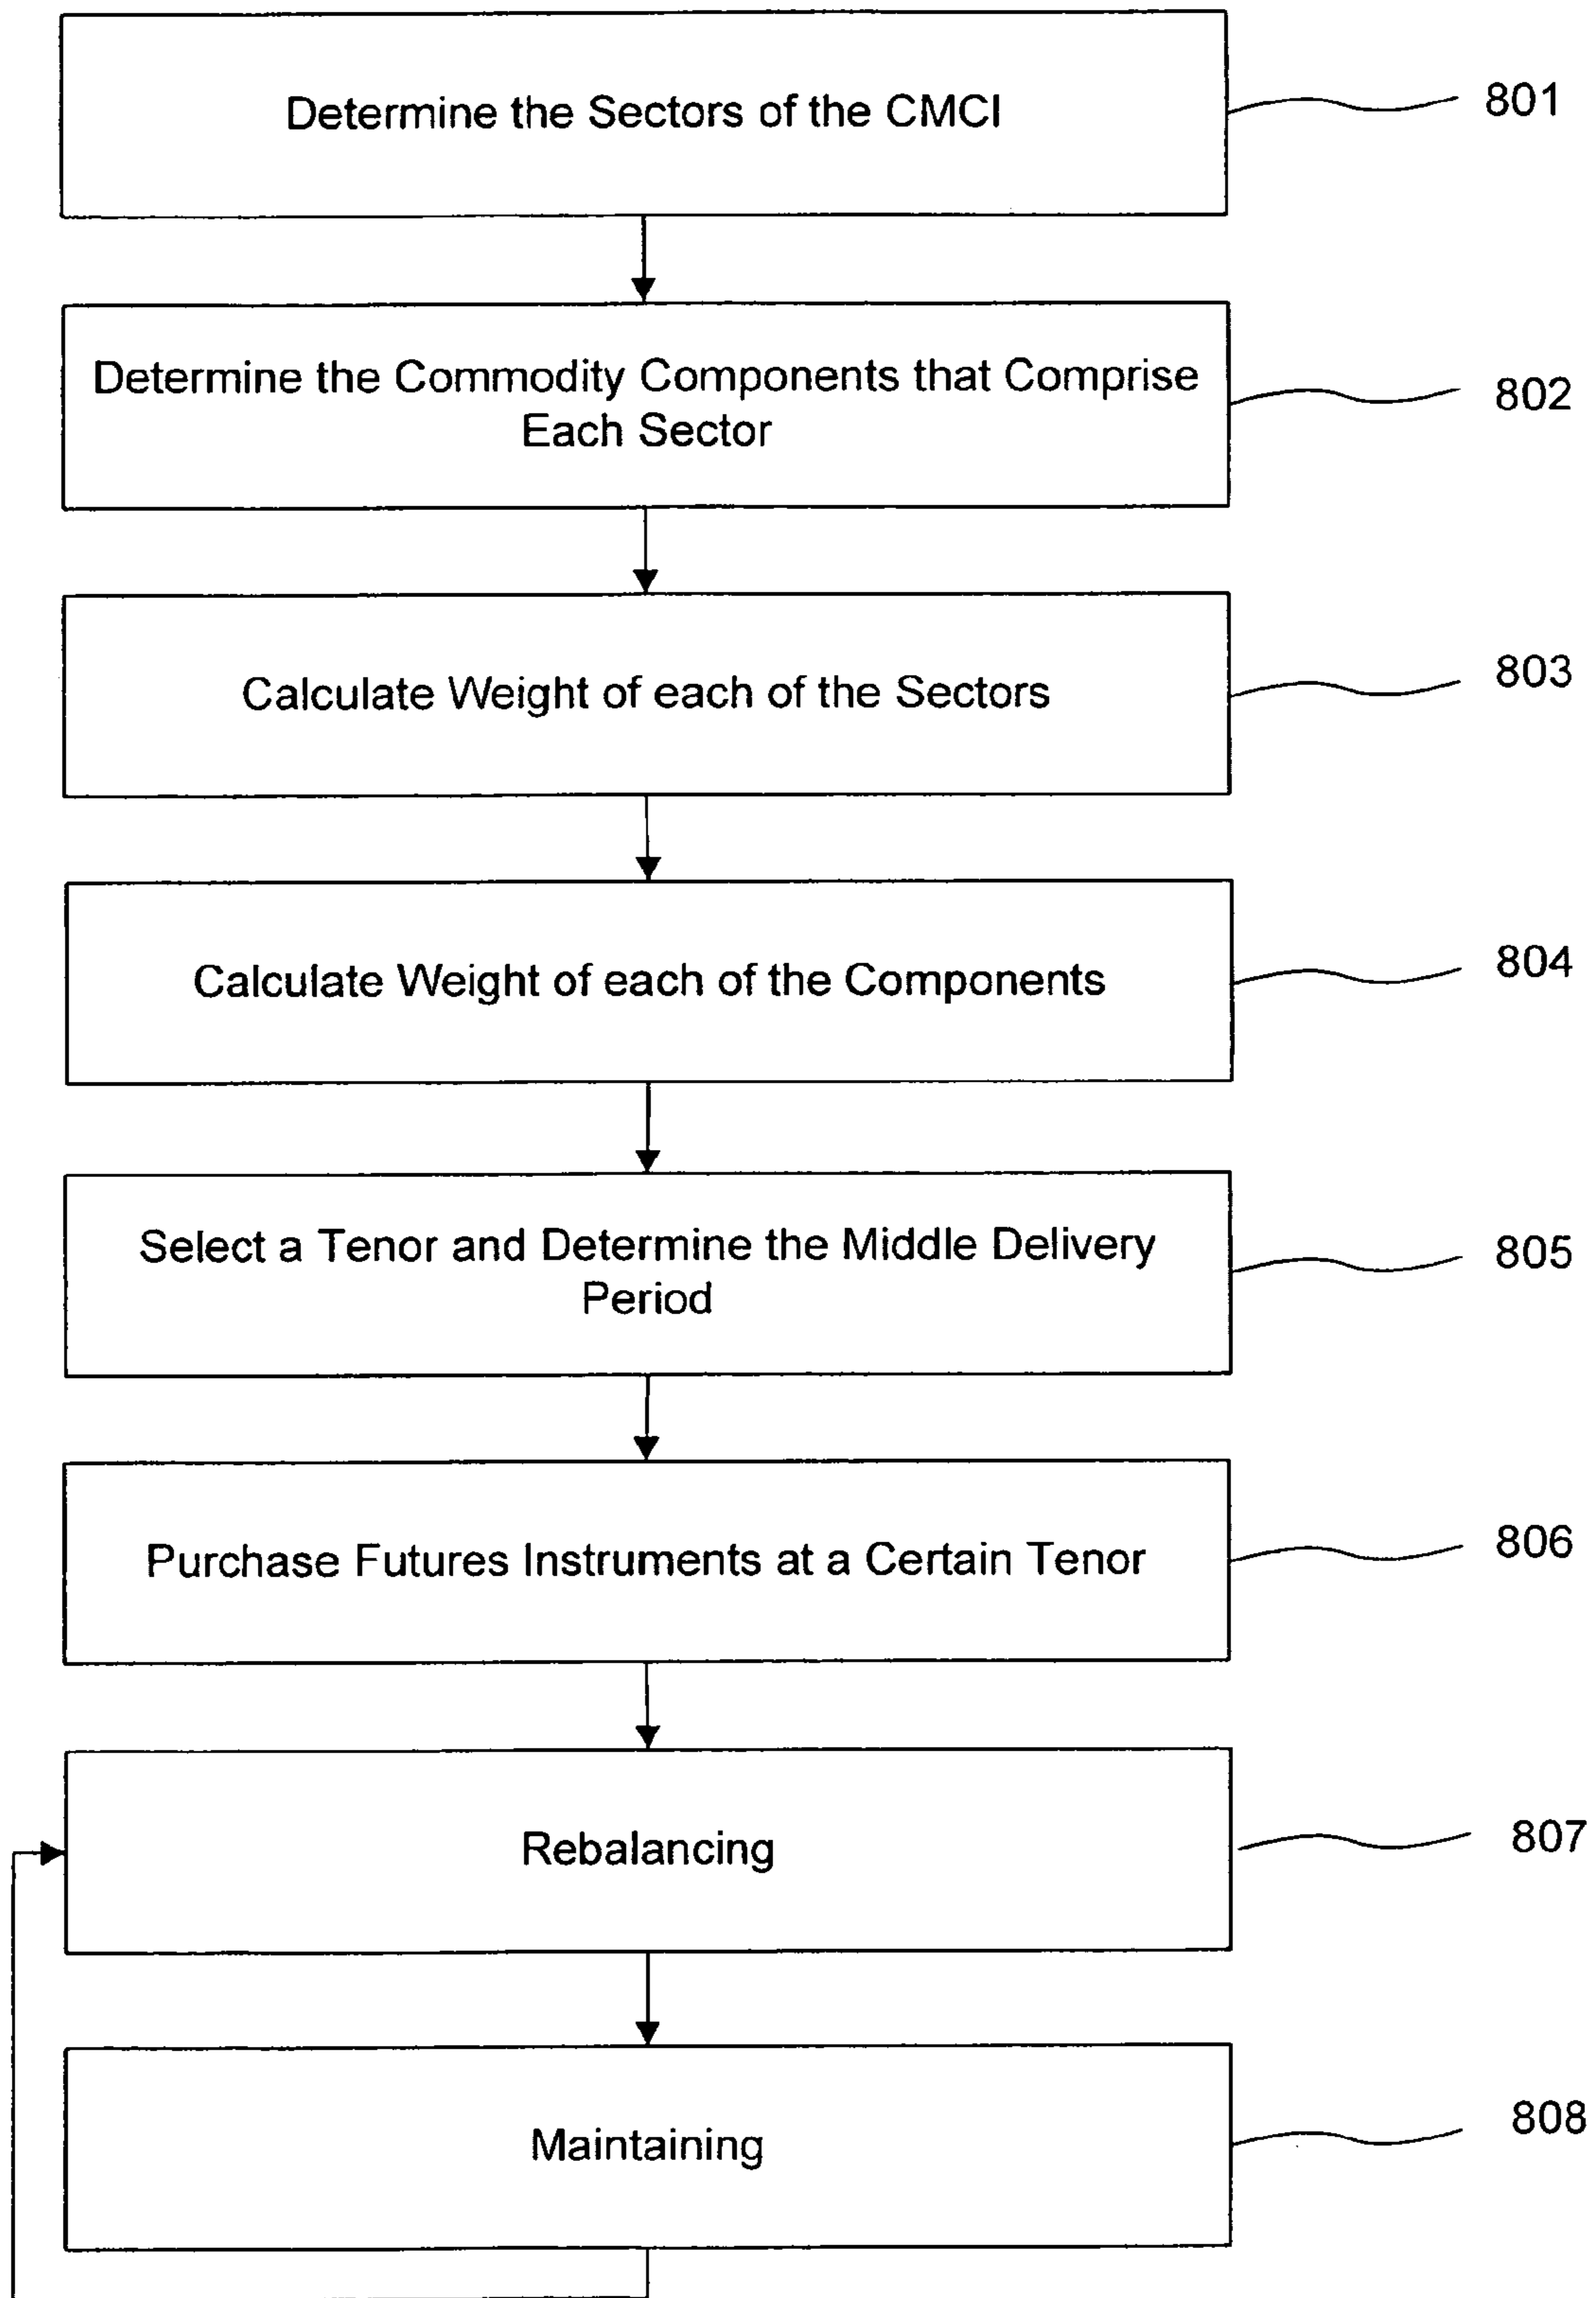 Determine the Sectors of the CMCI
801
Determine the Commodity Components that Comprise
Each Sector
802
Calculate Weight of each of the Sectors
803
Calculate Weight of each of the Components
804
Select a Tenor and Determine the Middle Delivery
Period
805
Purchase Futures Instruments at a Certain Tenor
806
Rebalancing
807
Maintaining
808